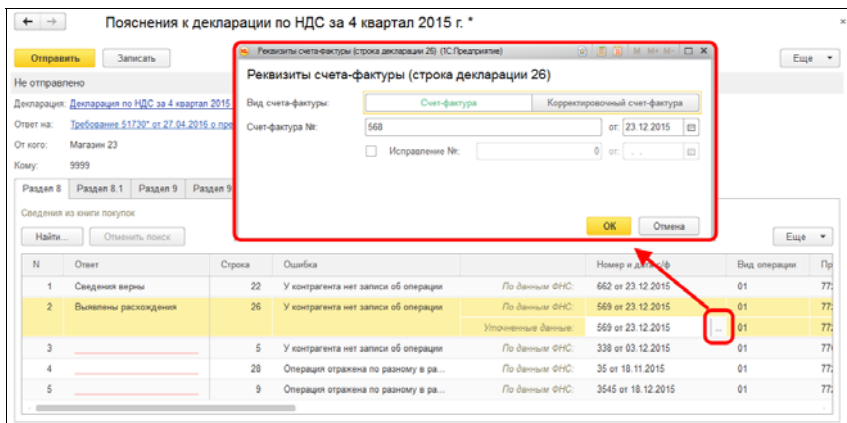 Пояснения к декларации по НДС за 4 квартал 2015 г. *
Отправить Записать Еще
Не отправлено
Декларация: Декларация по НДС за 4 квартал 2015
Ответ на: Требование 51730* от 27.04.2016 о пре
От кого: Магазин 23
Кому: 9999
Реквизиты счета-фактуры (строка декларации 26) (1С:Предприятие) M M+ M-
Реквизиты счета-фактуры (строка декларации 26)
Вид счета-фактуры: Счет-фактура Корректировочный счет-фактура
Счет-фактура №: 568 от: 23.12.2015
Исправление №: 0 от: . .
ОК Отмена
Раздел 8 Раздел 8.1 Раздел 9 Раздел 9
Сведения из книги покупок
Найти... Отменить поиск Еще
N Ответ Строка Ошибка Номер и дата с/ф Вид операции Пр
1 Сведения верны 22 У контрагента нет записи об операции По данным ФНС: 662 от 23.12.2015 01 77
2 Выявлены расхождения 26 У контрагента нет записи об операции По данным ФНС: 569 от 23.12.2015 01 77
Уточненные данные: 569 от 23.12.2015 ... 01 77
3 5 У контрагента нет записи об операции По данным ФНС: 338 от 03.12.2015 01 77
4 28 Операция отражена по разному в ра... По данным ФНС: 35 от 18.11.2015 01 77
5 9 Операция отражена по разному в ра... По данным ФНС: 3545 от 18.12.2015 01 77